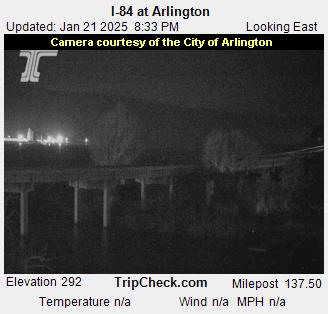 I-84 at Arlington
Updated: Jan 21 2025 8:33 PM Looking East
Camera courtesy of the City of Arlington
Elevation 292 TripCheck.com Milepost 137.50
Temperature n/a Wind n/a MPH n/a